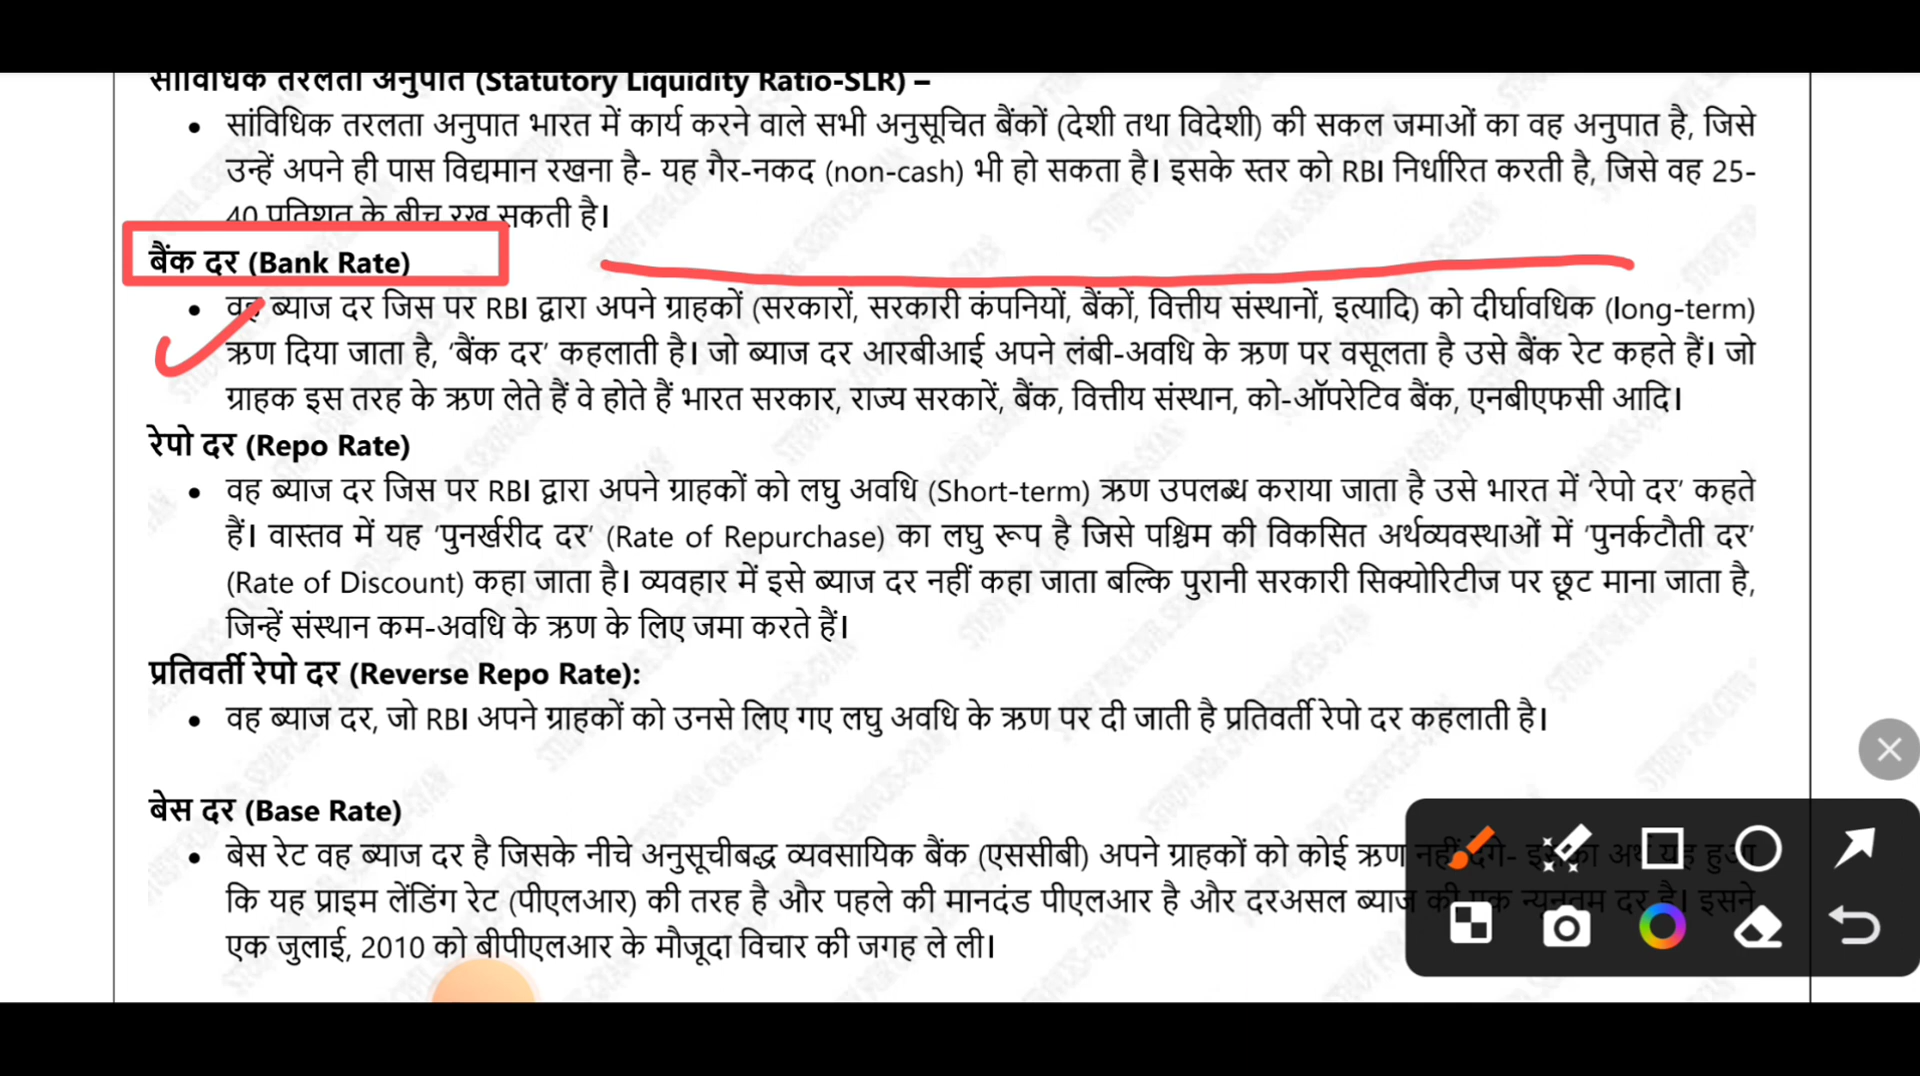 सांविधिक तरलता अनुपात (Statutory Liquidity Ratio-SLR) –
• सांविधिक तरलता अनुपात भारत में कार्य करने वाले सभी अनुसूचित बैंकों (देशी तथा विदेशी) की सकल जमाओं का वह अनुपात है, जिसे
उन्हें अपने ही पास विद्यमान रखना है- यह गैर-नकद (non-cash) भी हो सकता है। इसके स्तर को RBI निर्धारित करती है, जिसे वह 25-
40 प्रतिशत के बीच रख सकती है।
बैंक दर (Bank Rate)
• वह ब्याज दर जिस पर RBI द्वारा अपने ग्राहकों (सरकारों, सरकारी कंपनियों, बैंकों, वित्तीय संस्थानों, इत्यादि) को दीर्घावधिक (long-term)
ऋण दिया जाता है, ‘बैंक दर’ कहलाती है। जो ब्याज दर आरबीआई अपने लंबी-अवधि के ऋण पर वसूलता है उसे बैंक रेट कहते हैं। जो
ग्राहक इस तरह के ऋण लेते हैं वे होते हैं भारत सरकार, राज्य सरकारें, बैंक, वित्तीय संस्थान, को-ऑपरेटिव बैंक, एनबीएफसी आदि।
रेपो दर (Repo Rate)
• वह ब्याज दर जिस पर RBI द्वारा अपने ग्राहकों को लघु अवधि (Short-term) ऋण उपलब्ध कराया जाता है उसे भारत में ‘रेपो दर’ कहते
हैं। वास्तव में यह ‘पुनर्खरीद दर’ (Rate of Repurchase) का लघु रूप है जिसे पश्चिम की विकसित अर्थव्यवस्थाओं में ‘पुनर्कटौती दर’
(Rate of Discount) कहा जाता है। व्यवहार में इसे ब्याज दर नहीं कहा जाता बल्कि पुरानी सरकारी सिक्योरिटीज पर छूट माना जाता है,
जिन्हें संस्थान कम-अवधि के ऋण के लिए जमा करते हैं।
प्रतिवर्ती रेपो दर (Reverse Repo Rate):
• वह ब्याज दर, जो RBI अपने ग्राहकों को उनसे लिए गए लघु अवधि के ऋण पर दी जाती है प्रतिवर्ती रेपो दर कहलाती है।
बेस दर (Base Rate)
• बेस रेट वह ब्याज दर है जिसके नीचे अनुसूचीबद्ध व्यवसायिक बैंक (एससीबी) अपने ग्राहकों को कोई ऋण नहीं देंगे- इसका अर्थ यह हुआ
कि यह प्राइम लेंडिंग रेट (पीएलआर) की तरह है और पहले की मानदंड पीएलआर है और दरअसल ब्याज की एक न्यूनतम दर है। इसने
एक जुलाई, 2010 को बीपीएलआर के मौजूदा विचार की जगह ले ली।